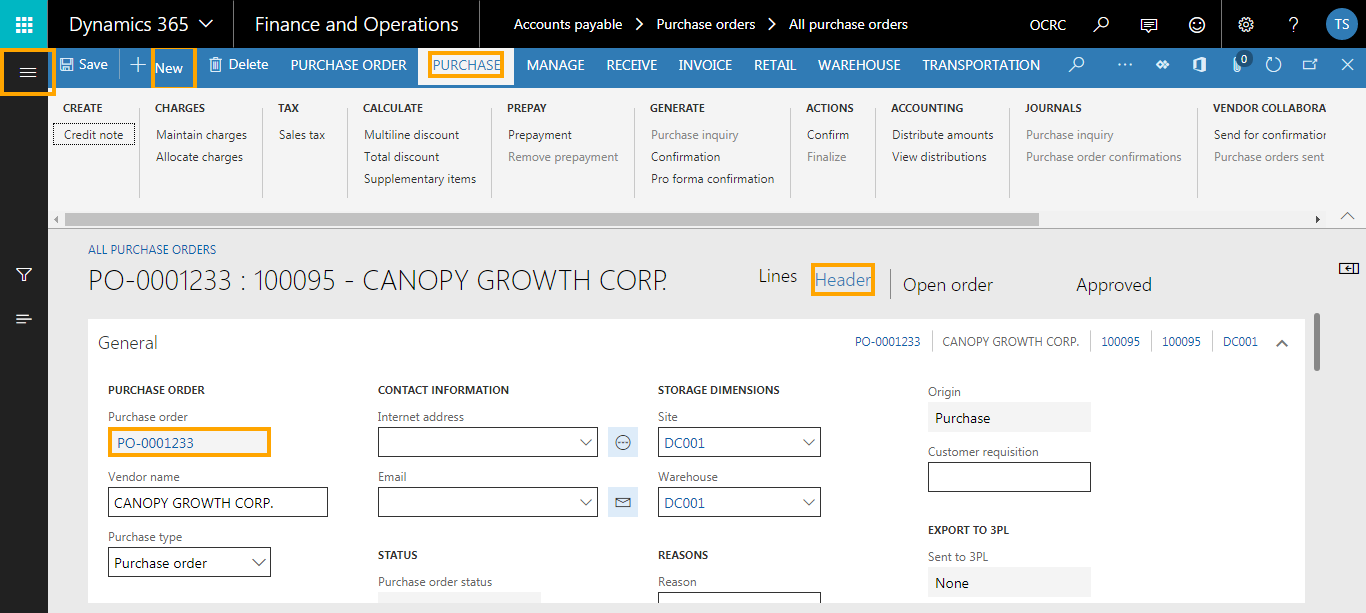 Dynamics 365 Finance and Operations Accounts payable Purchase orders All purchase orders OCRC TS
Save New Delete PURCHASE ORDER PURCHASE MANAGE RECEIVE INVOICE RETAIL WAREHOUSE TRANSPORTATION 0
CREATE CHARGES TAX CALCULATE PREPAY GENERATE ACTIONS ACCOUNTING JOURNALS VENDOR COLLABORA
Credit note Maintain charges Sales tax Multiline discount Prepayment Purchase inquiry Confirm Distribute amounts Purchase inquiry Send for confirmation
Allocate charges Total discount Remove prepayment Confirmation Finalize View distributions Purchase order confirmations Purchase orders sent
Supplementary items Pro forma confirmation
ALL PURCHASE ORDERS
PO-0001233 : 100095 - CANOPY GROWTH CORP. Lines Header Open order Approved
General PO-0001233 CANOPY GROWTH CORP. 100095 100095 DC001
PURCHASE ORDER CONTACT INFORMATION STORAGE DIMENSIONS Origin
Purchase order Internet address Site Purchase
PO-0001233 DC001 Customer requisition
Vendor name Email Warehouse
CANOPY GROWTH CORP. DC001
Purchase type EXPORT TO 3PL
Purchase order STATUS REASONS Sent to 3PL
Purchase order status Reason None